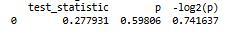 test_statistic p -log2(p)
0 0.277931 0.59806 0.741637